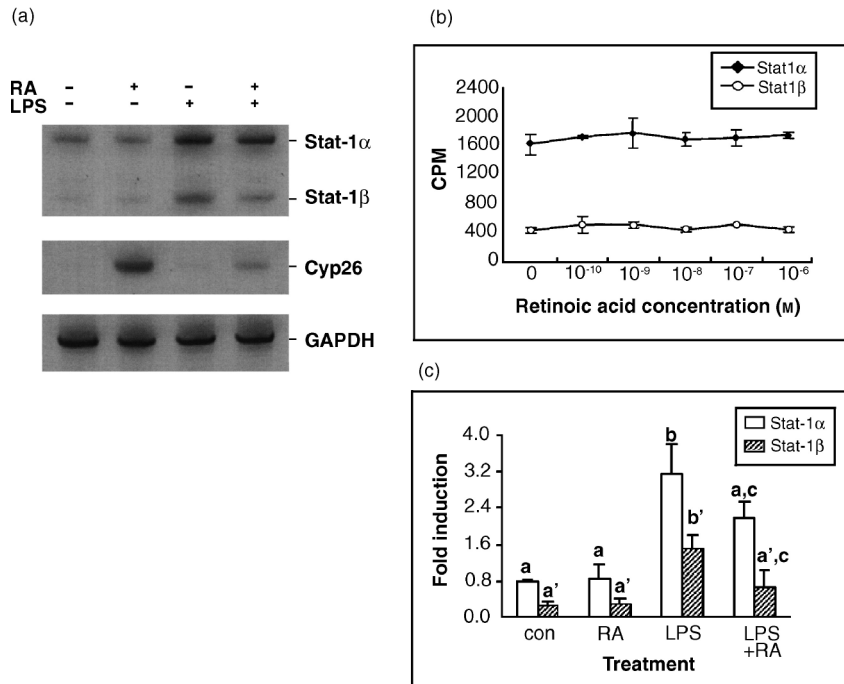 (a)
RA - + - +
LPS - - + +
Stat-1α
Stat-1β
Cyp26
GAPDH
(b)
Stat1α
Stat1β
CPM
2400
2000
1600
1200
800
400
0
0 10-10 10-9 10-8 10-7 10-6
Retinoic acid concentration (M)
(c)
Stat-1α
Stat-1β
Fold induction
4.0
3.2
2.4
1.6
0.8
0.0
a a' a a' b b' a,c a',c
con RA LPS LPS
+RA
Treatment